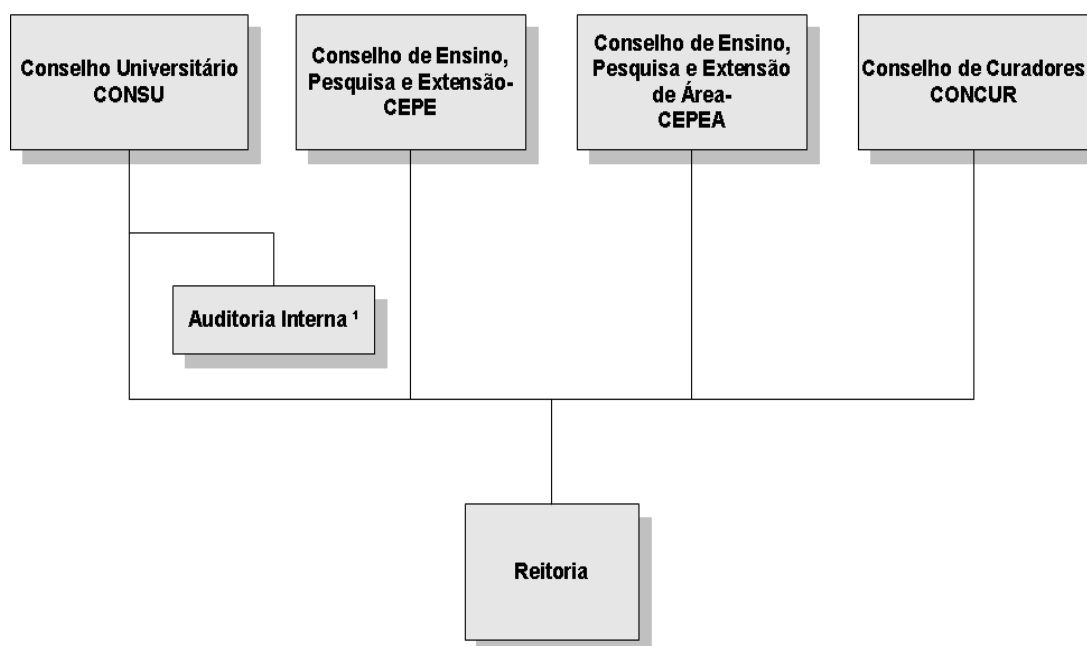 Conselho Universitário
CONSU
Conselho de Ensino,
Pesquisa e Extensão-
CEPE
Conselho de Ensino,
Pesquisa e Extensão
de Área-
CEPEA
Conselho de Curadores
CONCUR
Auditoria Interna ¹
Reitoria